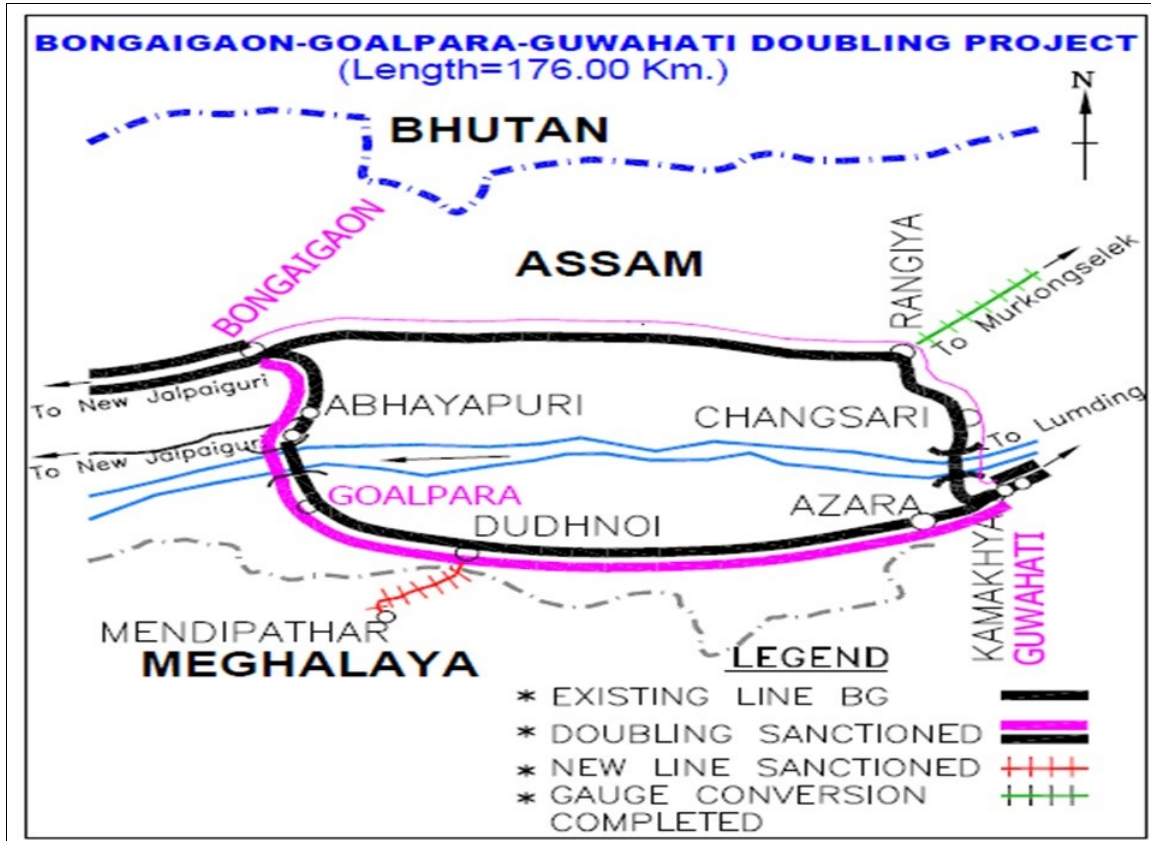 BONGAIGAON-GOALPARA-GUWAHATI DOUBLING PROJECT
(Length=176.00 Km.)
N
BHUTAN
BONGAIGAON
ASSAM
RANGIYA
To Murkongselek
To New Jalpaiguri
ABHAYAPURI
CHANGSARI
To Lumding
To New Jalpaiguri
GOALPARA
AZARA
DUDHNOI
KAMAKHYA
GUWAHATI
MENDIPATHAR
MEGHALAYA
LEGEND
* EXISTING LINE BG
* DOUBLING SANCTIONED
* NEW LINE SANCTIONED
* GAUGE CONVERSION
COMPLETED